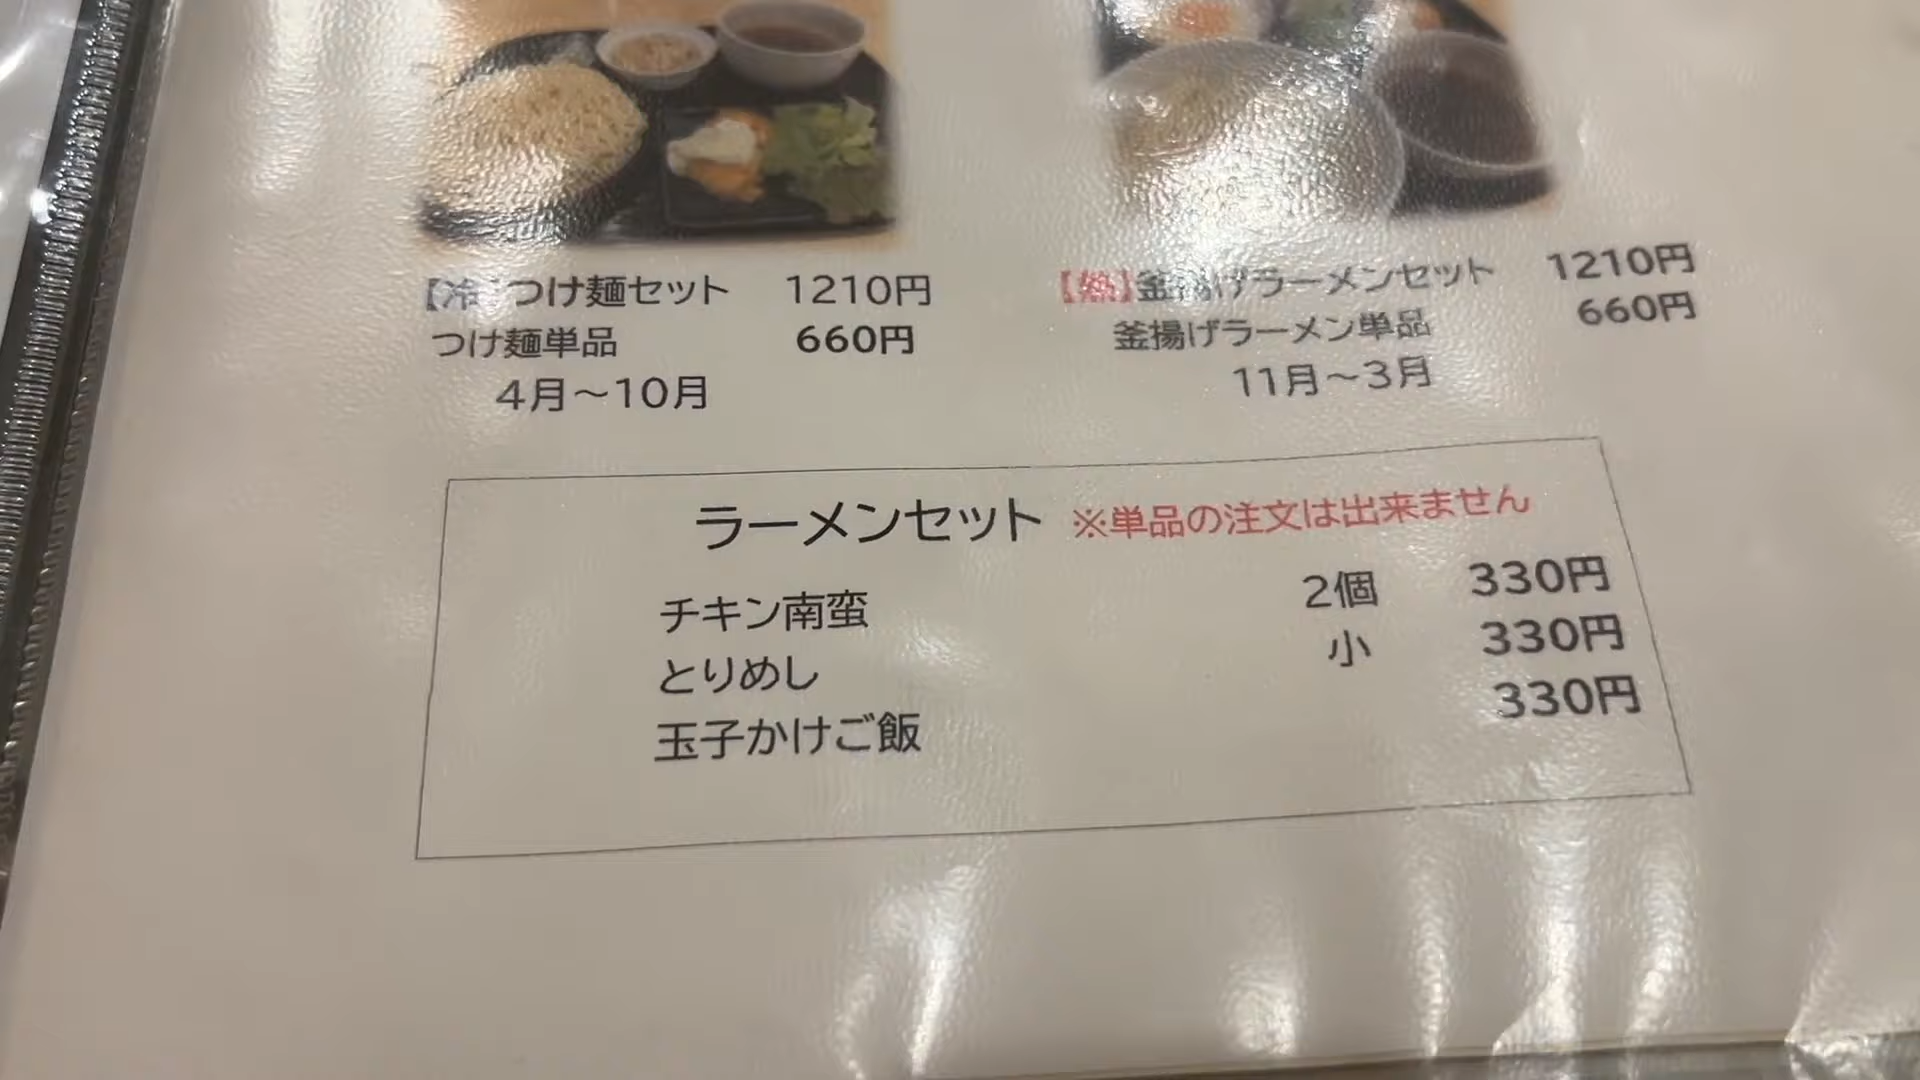 【冷】つけ麺セット 1210円
つけ麺単品 660円
4月～10月
【熱】釜揚げラーメンセット 1210円
釜揚げラーメン単品 660円
11月～3月
ラーメンセット ※単品の注文は出来ません
チキン南蛮 2個 330円
とりめし 小 330円
玉子かけご飯 330円